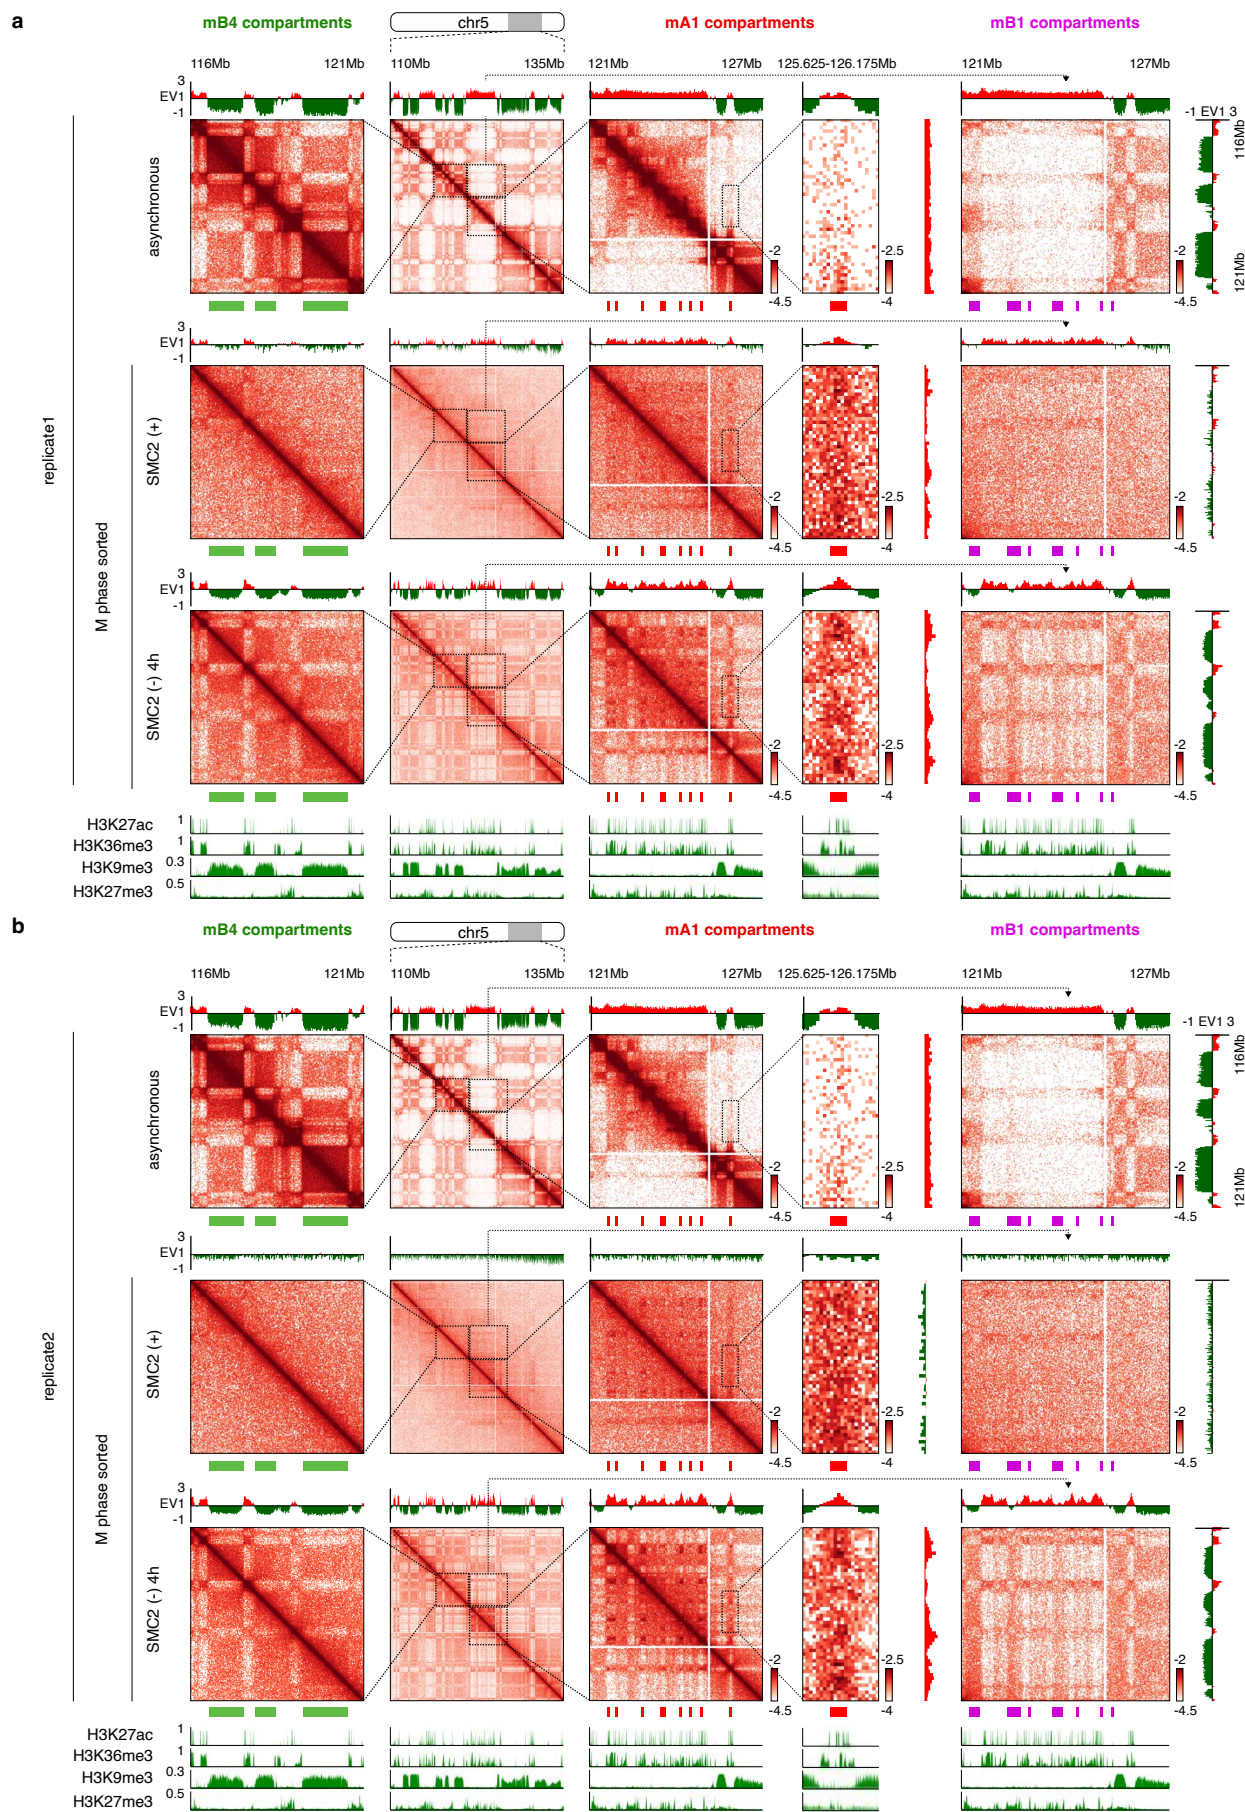 a
mB4 compartments
chr5
mA1 compartments
mB1 compartments
116Mb 121Mb
110Mb 135Mb
121Mb 127Mb
125.625-126.175Mb
121Mb 127Mb
3
EV1
-1
-1 EV1 3
116Mb
121Mb
asynchronous
-2
-4.5
-2.5
-4
-2
-4.5
replicate1
3
EV1
-1
M phase sorted
SMC2 (+)
-2
-4.5
-2.5
-4
-2
-4.5
3
EV1
-1
SMC2 (-) 4h
-2
-4.5
-2.5
-4
-2
-4.5
H3K27ac 1
H3K36me3 1
H3K9me3 0.3
H3K27me3 0.5
b
mB4 compartments
chr5
mA1 compartments
mB1 compartments
116Mb 121Mb
110Mb 135Mb
121Mb 127Mb
125.625-126.175Mb
121Mb 127Mb
3
EV1
-1
-1 EV1 3
116Mb
121Mb
asynchronous
-2
-4.5
-2.5
-4
-2
-4.5
replicate2
3
EV1
-1
M phase sorted
SMC2 (+)
-2
-4.5
-2.5
-4
-2
-4.5
3
EV1
-1
SMC2 (-) 4h
-2
-4.5
-2.5
-4
-2
-4.5
H3K27ac 1
H3K36me3 1
H3K9me3 0.3
H3K27me3 0.5